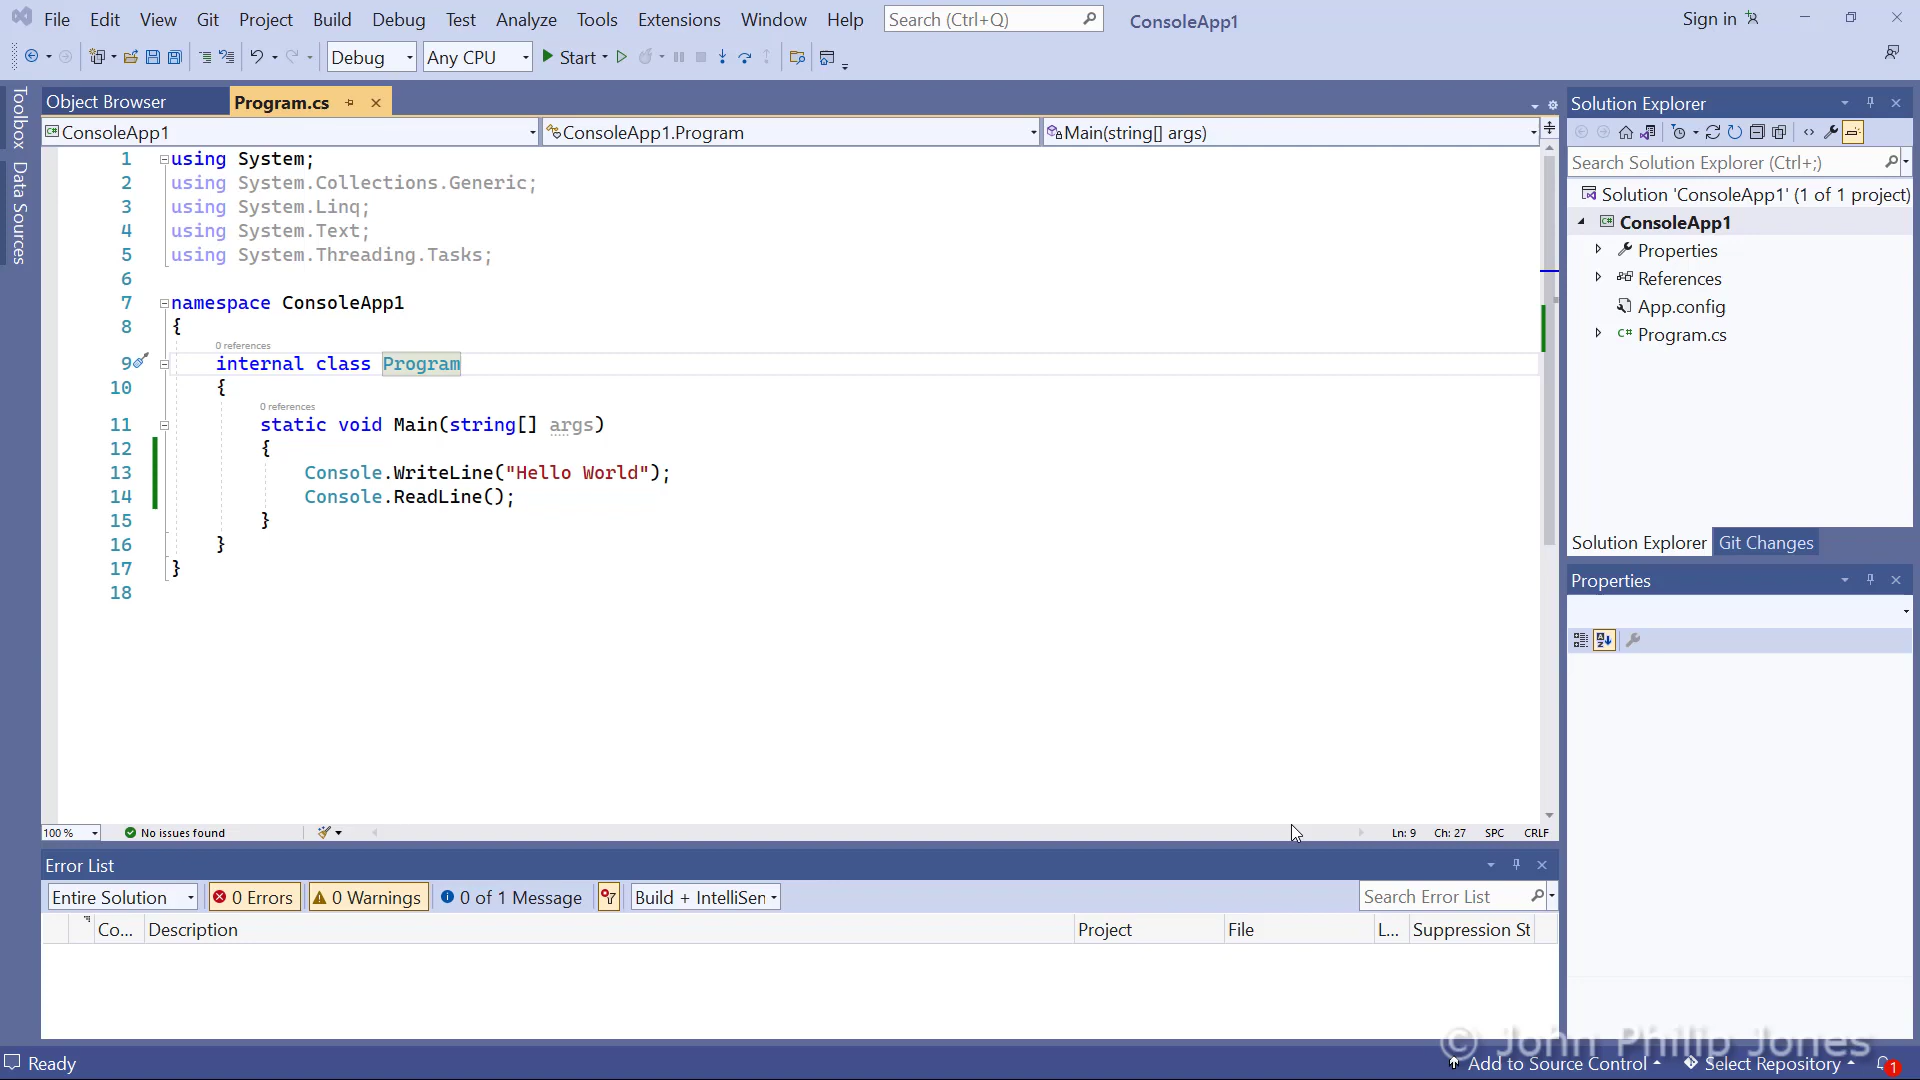 File Edit View Git Project Build Debug Test Analyze Tools Extensions Window Help Search (Ctrl+Q) ConsoleApp1 Sign in
Debug Any CPU Start
Toolbox
Data Sources
Object Browser Program.cs
ConsoleApp1 ConsoleApp1.Program Main(string[] args)
1 using System;
2 using System.Collections.Generic;
3 using System.Linq;
4 using System.Text;
5 using System.Threading.Tasks;
6
7 namespace ConsoleApp1
8 {
0 references
9 internal class Program
10 {
0 references
11 static void Main(string[] args)
12 {
13 Console.WriteLine("Hello World");
14 Console.ReadLine();
15 }
16 }
17 }
18
100 % No issues found Ln: 9 Ch: 27 SPC CRLF
Error List
Entire Solution 0 Errors 0 Warnings 0 of 1 Message Build + IntelliSen Search Error List
Co... Description Project File L... Suppression St
Solution Explorer
Search Solution Explorer (Ctrl+;)
Solution 'ConsoleApp1' (1 of 1 project)
ConsoleApp1
Properties
References
App.config
C# Program.cs
Solution Explorer Git Changes
Properties
© John Philip Jones
Ready Add to Source Control Select Repository 1